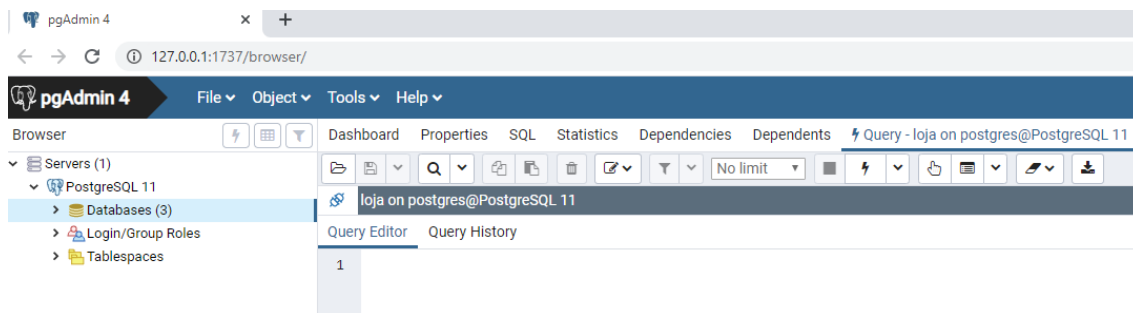 pgAdmin 4
127.0.0.1:1737/browser/
pgAdmin 4 File Object Tools Help
Browser Dashboard Properties SQL Statistics Dependencies Dependents Query - loja on postgres@PostgreSQL 11
Servers (1) No limit
PostgreSQL 11
Databases (3) loja on postgres@PostgreSQL 11
Login/Group Roles Query Editor Query History
Tablespaces
1